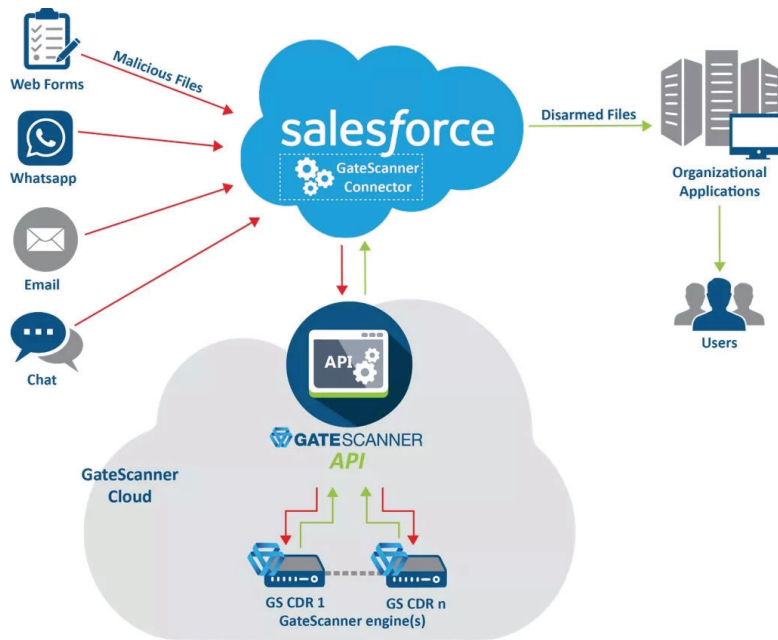 Web Forms
Malicious Files
Whatsapp
Email
Chat
salesforce
GateScanner
Connector
Disarmed Files
Organizational
Applications
Users
API
GATESCANNER
API
GateScanner
Cloud
GS CDR 1
GS CDR n
GateScanner engine(s)